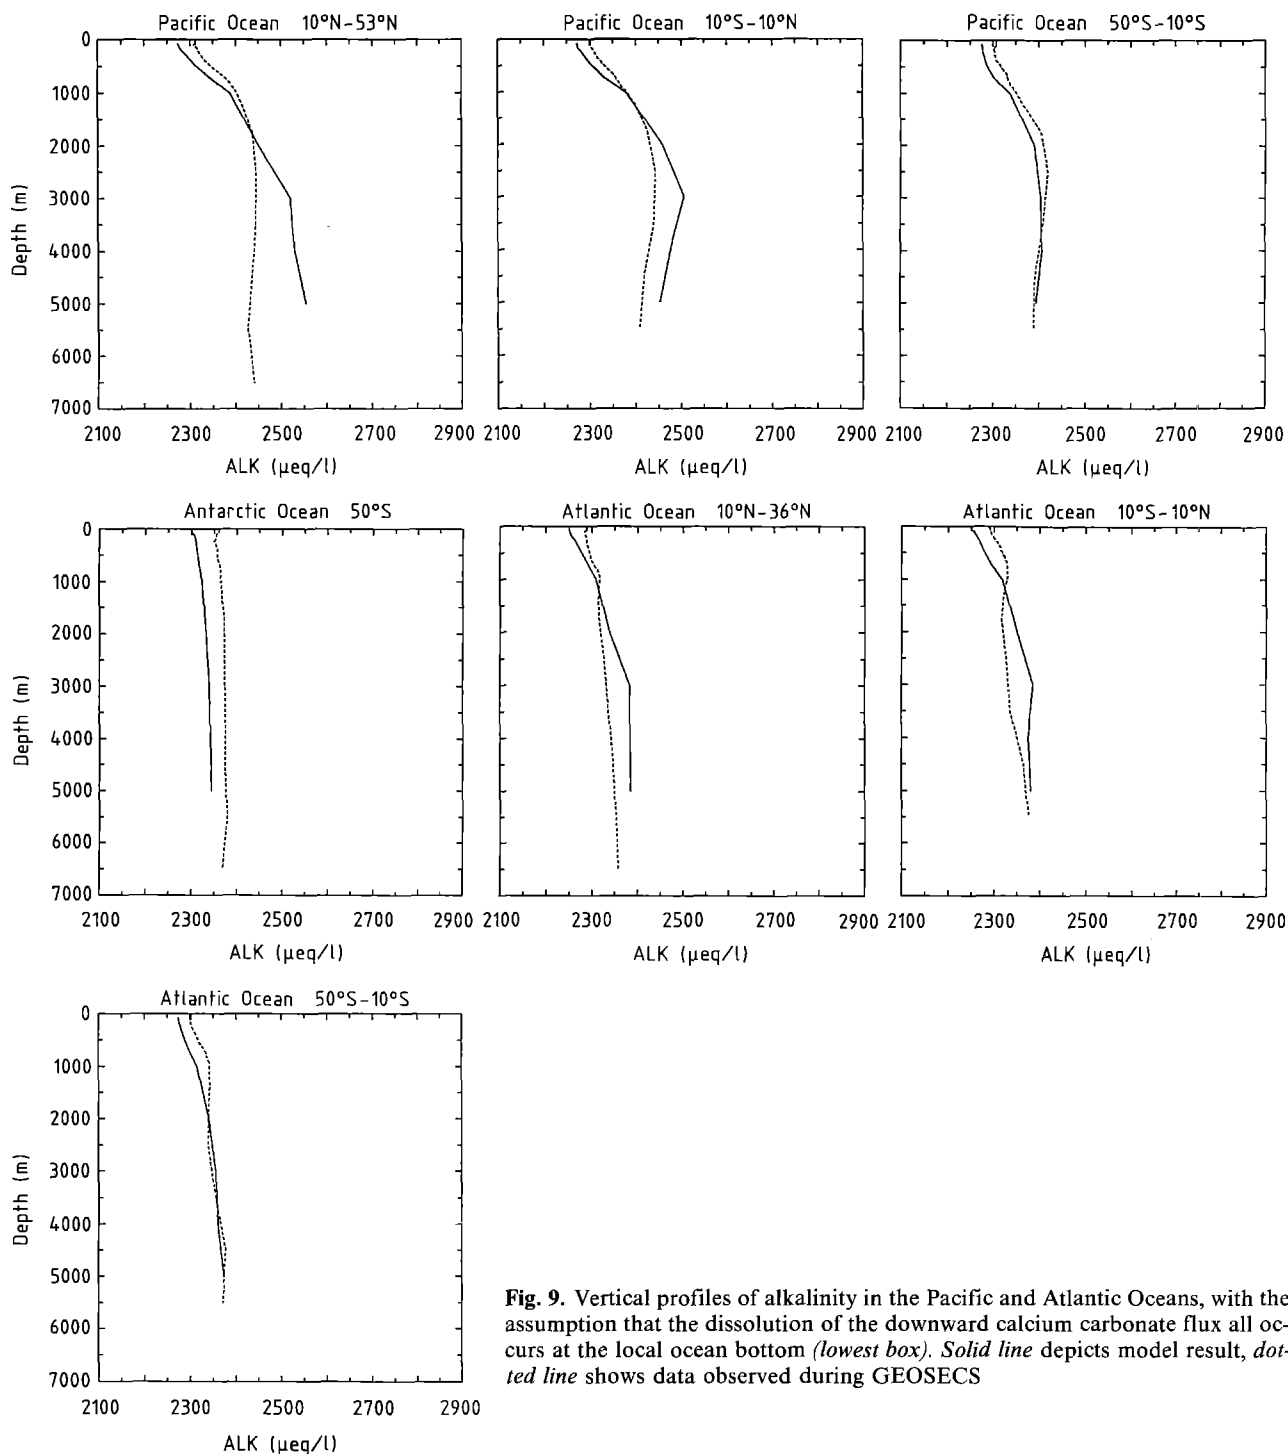 Pacific Ocean 10°N-53°N
Pacific Ocean 10°S-10°N
Pacific Ocean 50°S-10°S
0
1000
2000
3000
4000
5000
6000
7000
Depth (m)
2100 2300 2500 2700 2900
2100 2300 2500 2700 2900
2100 2300 2500 2700 2900
ALK (µeq/l)
ALK (µeq/l)
ALK (µeq/l)
Antarctic Ocean 50°S
Atlantic Ocean 10°N-36°N
Atlantic Ocean 10°S-10°N
0
1000
2000
3000
4000
5000
6000
7000
Depth (m)
2100 2300 2500 2700 2900
2100 2300 2500 2700 2900
2100 2300 2500 2700 2900
ALK (µeq/l)
ALK (µeq/l)
ALK (µeq/l)
Atlantic Ocean 50°S-10°S
0
1000
2000
3000
4000
5000
6000
7000
Depth (m)
2100 2300 2500 2700 2900
ALK (µeq/l)
Fig. 9. Vertical profiles of alkalinity in the Pacific and Atlantic Oceans, with the
assumption that the dissolution of the downward calcium carbonate flux all oc-
curs at the local ocean bottom (lowest box). Solid line depicts model result, dot-
ted line shows data observed during GEOSECS